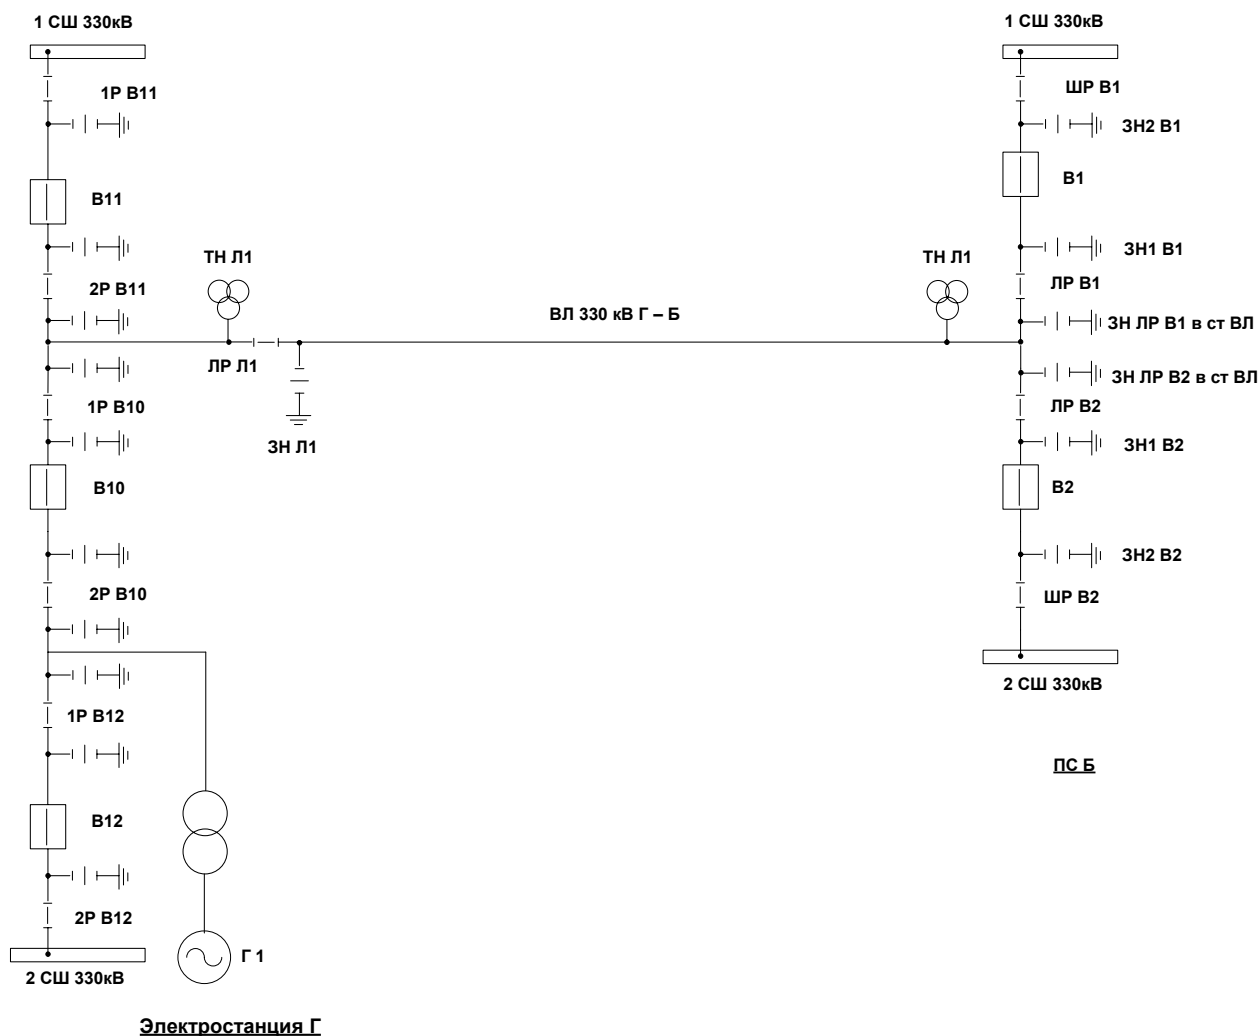 1 СШ 330кВ
1 СШ 330кВ
1Р В11
ШР В1
ЗН2 В1
В11
В1
ТН Л1
ТН Л1
ЗН1 В1
2Р В11
ЛР В1
ВЛ 330 кВ Г – Б
ЗН ЛР В1 в ст ВЛ
ЛР Л1
ЗН ЛР В2 в ст ВЛ
1Р В10
ЛР В2
ЗН Л1
ЗН1 В2
В10
В2
ЗН2 В2
2Р В10
ШР В2
2 СШ 330кВ
1Р В12
ПС Б
В12
2Р В12
Г 1
2 СШ 330кВ
Электростанция Г